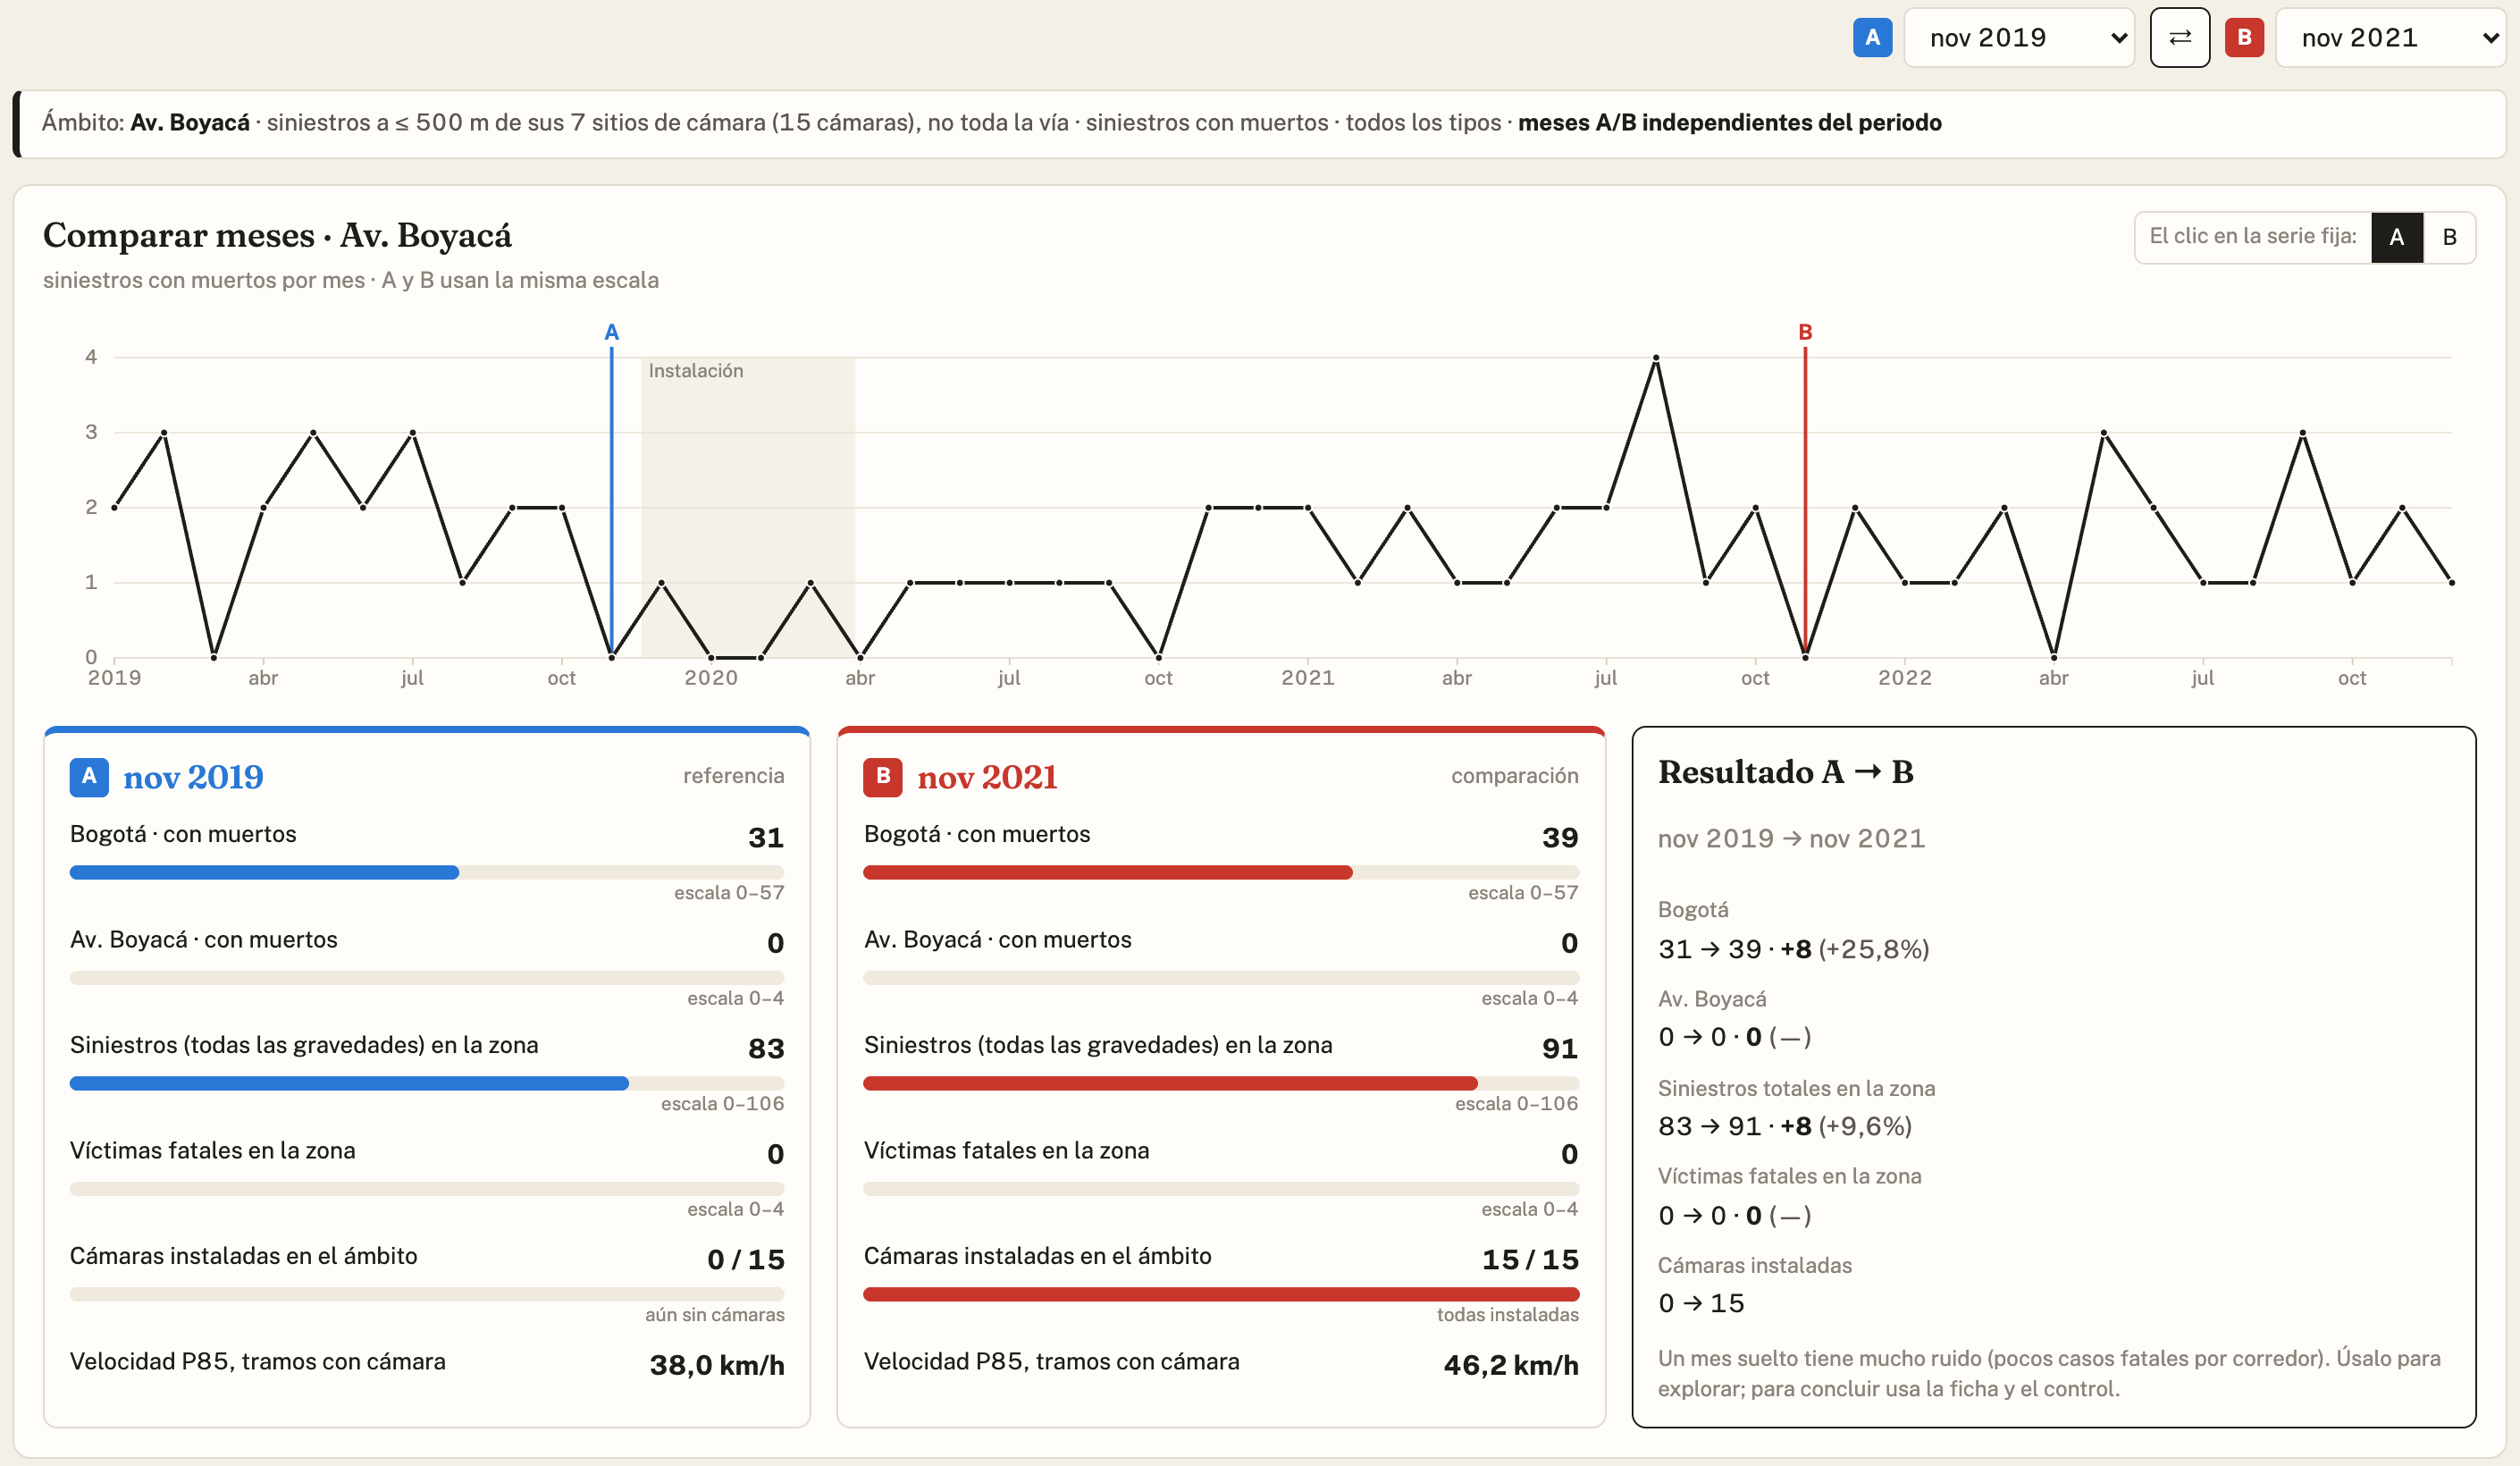 A nov 2019 ⇄ B nov 2021
Ámbito: Av. Boyacá · siniestros a ≤ 500 m de sus 7 sitios de cámara (15 cámaras), no toda la vía · siniestros con muertos · todos los tipos · meses A/B independientes del periodo
Comparar meses · Av. Boyacá
El clic en la serie fija: A B
siniestros con muertos por mes · A y B usan la misma escala
A B
4
Instalación
3
2
1
0
2019 abr jul oct 2020 abr jul oct 2021 abr jul oct 2022 abr jul oct
A nov 2019 referencia
Bogotá · con muertos 31
escala 0–57
Av. Boyacá · con muertos 0
escala 0–4
Siniestros (todas las gravedades) en la zona 83
escala 0–106
Víctimas fatales en la zona 0
escala 0–4
Cámaras instaladas en el ámbito 0 / 15
aún sin cámaras
Velocidad P85, tramos con cámara 38,0 km/h
B nov 2021 comparación
Bogotá · con muertos 39
escala 0–57
Av. Boyacá · con muertos 0
escala 0–4
Siniestros (todas las gravedades) en la zona 91
escala 0–106
Víctimas fatales en la zona 0
escala 0–4
Cámaras instaladas en el ámbito 15 / 15
todas instaladas
Velocidad P85, tramos con cámara 46,2 km/h
Resultado A → B
nov 2019 → nov 2021
Bogotá
31 → 39 · +8 (+25,8%)
Av. Boyacá
0 → 0 · 0 (—)
Siniestros totales en la zona
83 → 91 · +8 (+9,6%)
Víctimas fatales en la zona
0 → 0 · 0 (—)
Cámaras instaladas
0 → 15
Un mes suelto tiene mucho ruido (pocos casos fatales por corredor). Úsalo para
explorar; para concluir usa la ficha y el control.